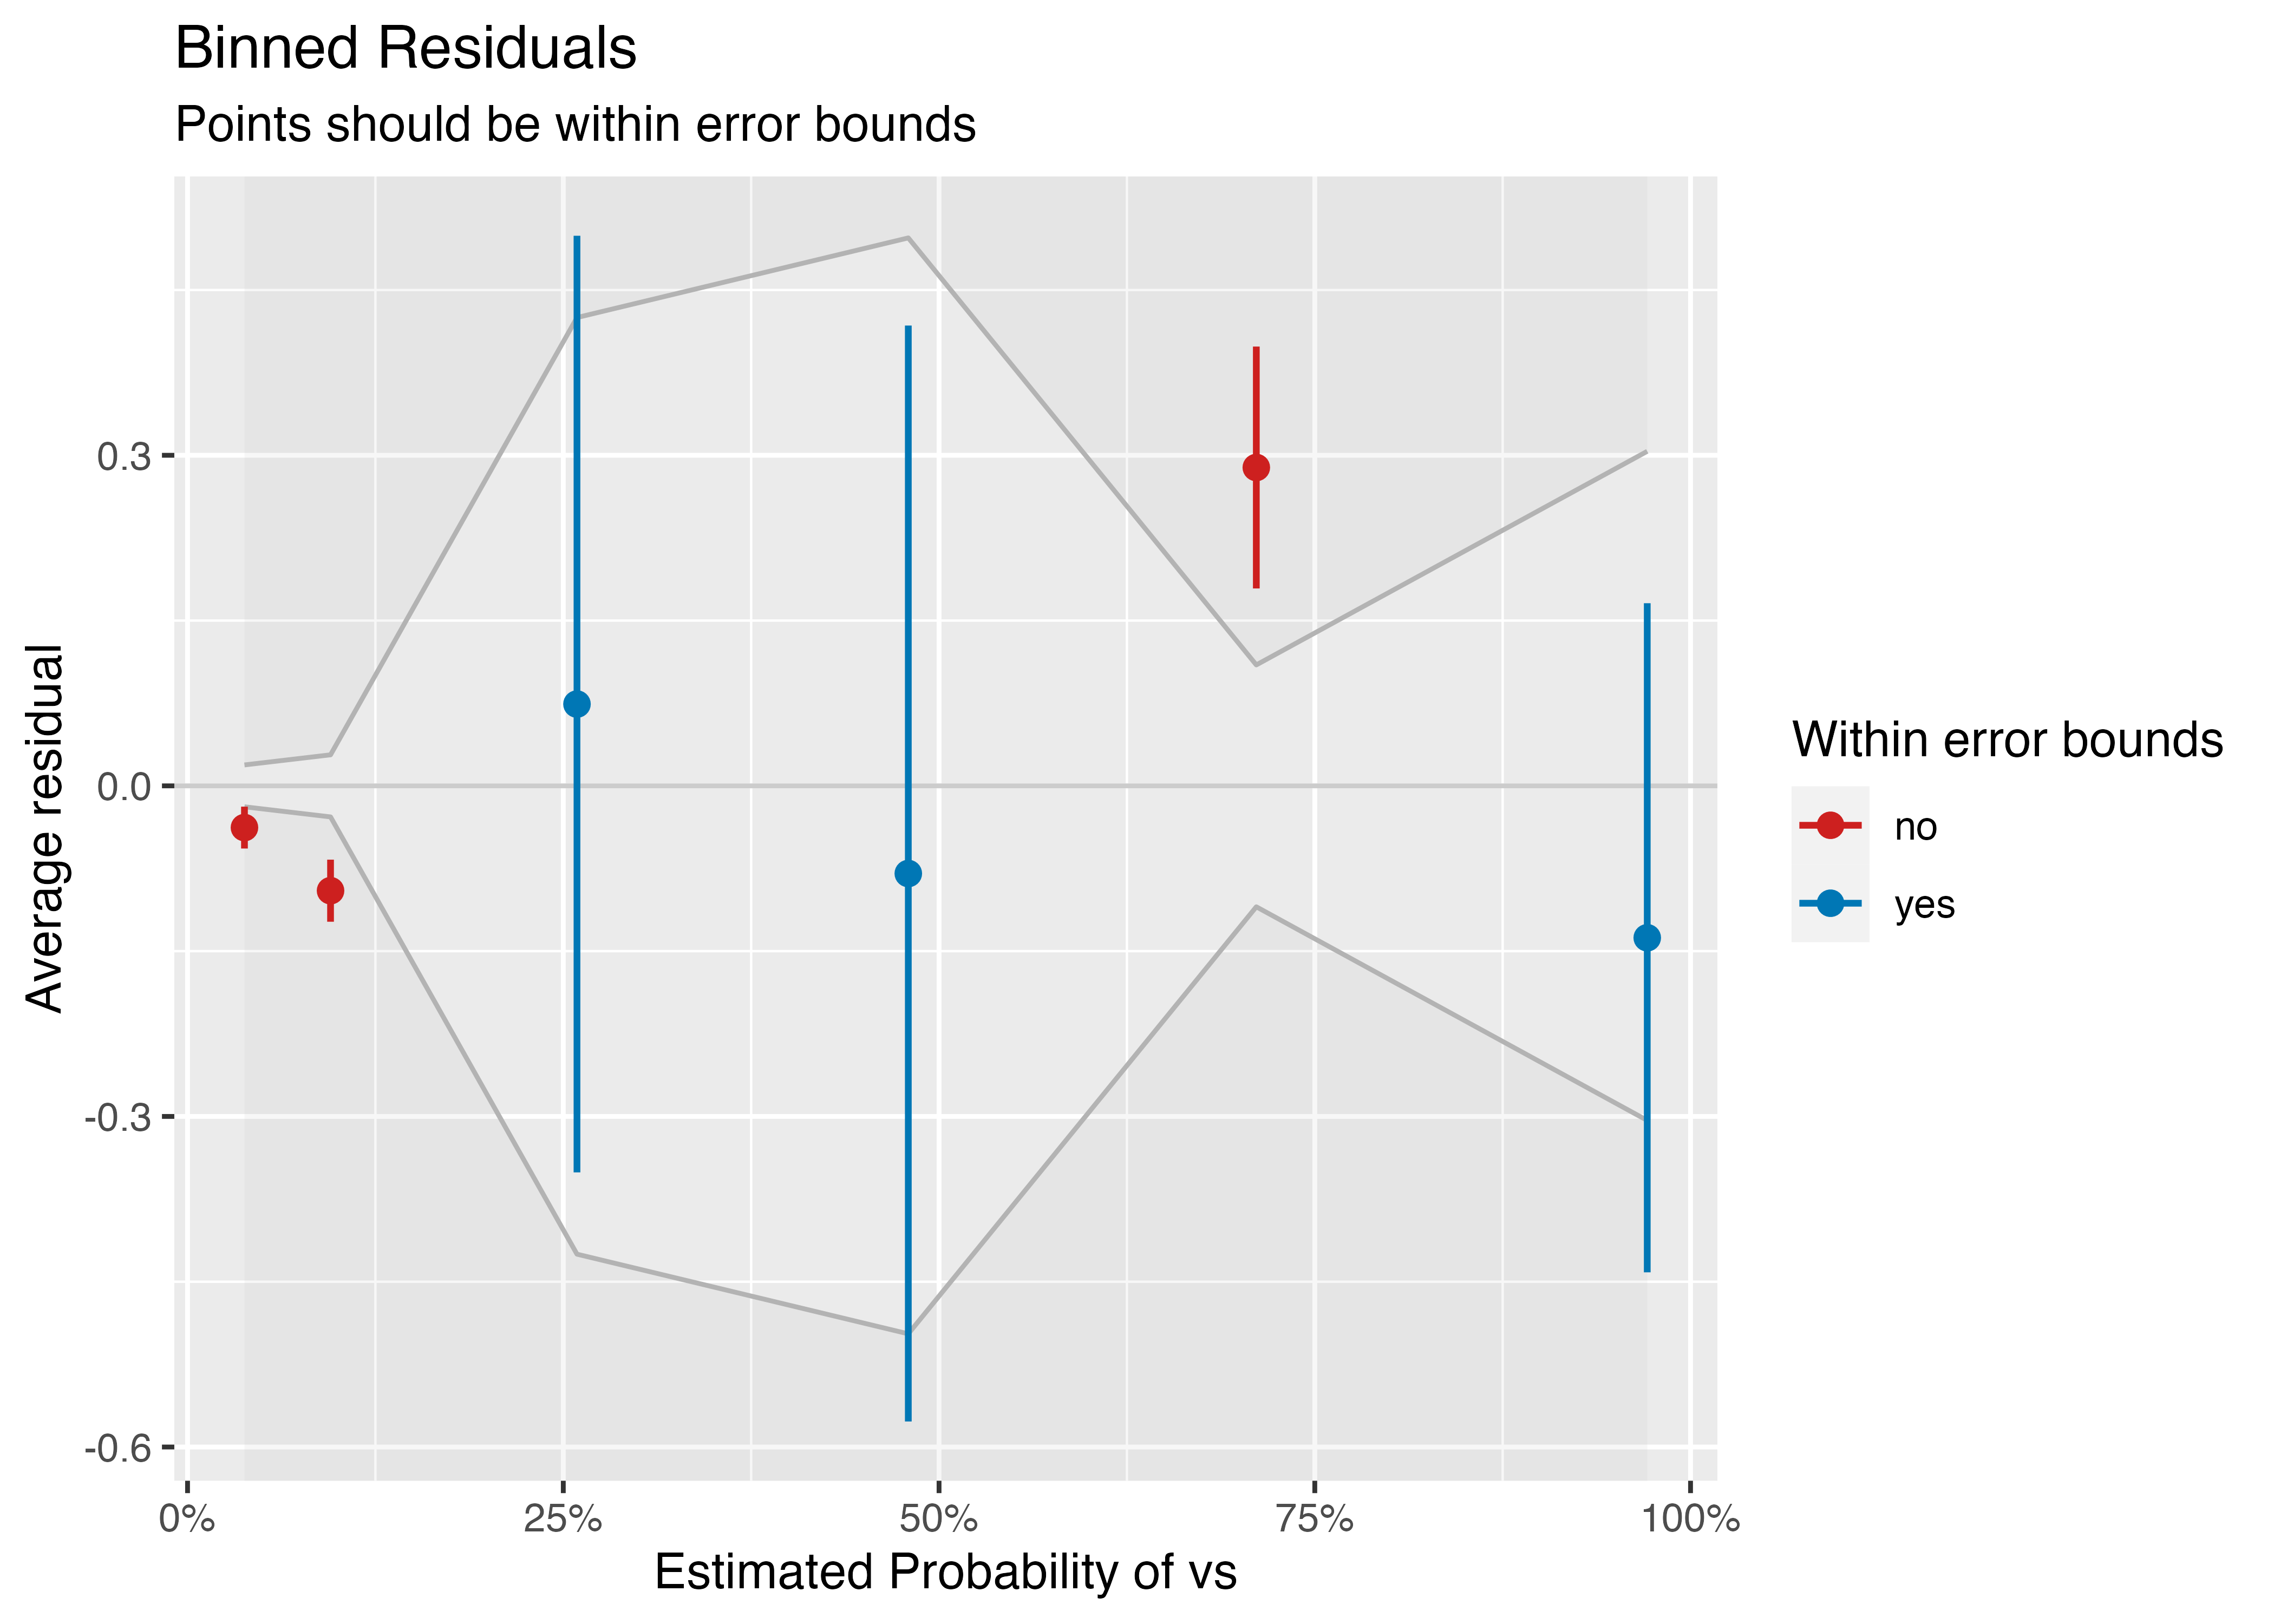 Binned Residuals
Points should be within error bounds
Average residual
0.3
0.0
-0.3
-0.6
0%
25%
50%
75%
100%
Estimated Probability of vs
Within error bounds
no
yes